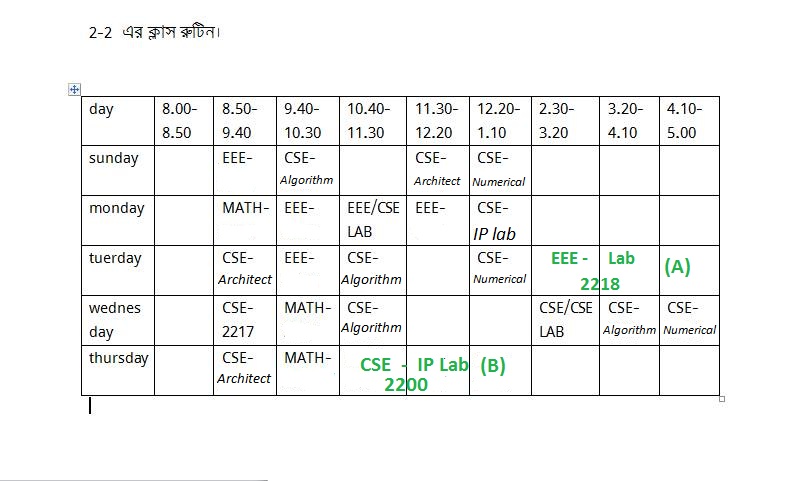 2-2 এর ক্লাস রুটিন।
day 8.00- 8.50- 9.40- 10.40- 11.30- 12.20- 2.30- 3.20- 4.10-
8.50 9.40 10.30 11.30 12.20 1.10 3.20 4.10 5.00
sunday EEE- CSE- CSE- CSE-
Algorithm Architect Numerical
monday MATH- EEE- EEE/CSE EEE- CSE-
LAB IP lab
tuerday CSE- EEE- CSE- CSE- EEE - Lab (A)
Architect Algorithm Numerical 2218
wednes CSE- MATH- CSE- CSE/CSE CSE- CSE-
day 2217 Algorithm LAB Algorithm Numerical
thursday CSE- MATH- CSE - IP Lab (B)
Architect 2200